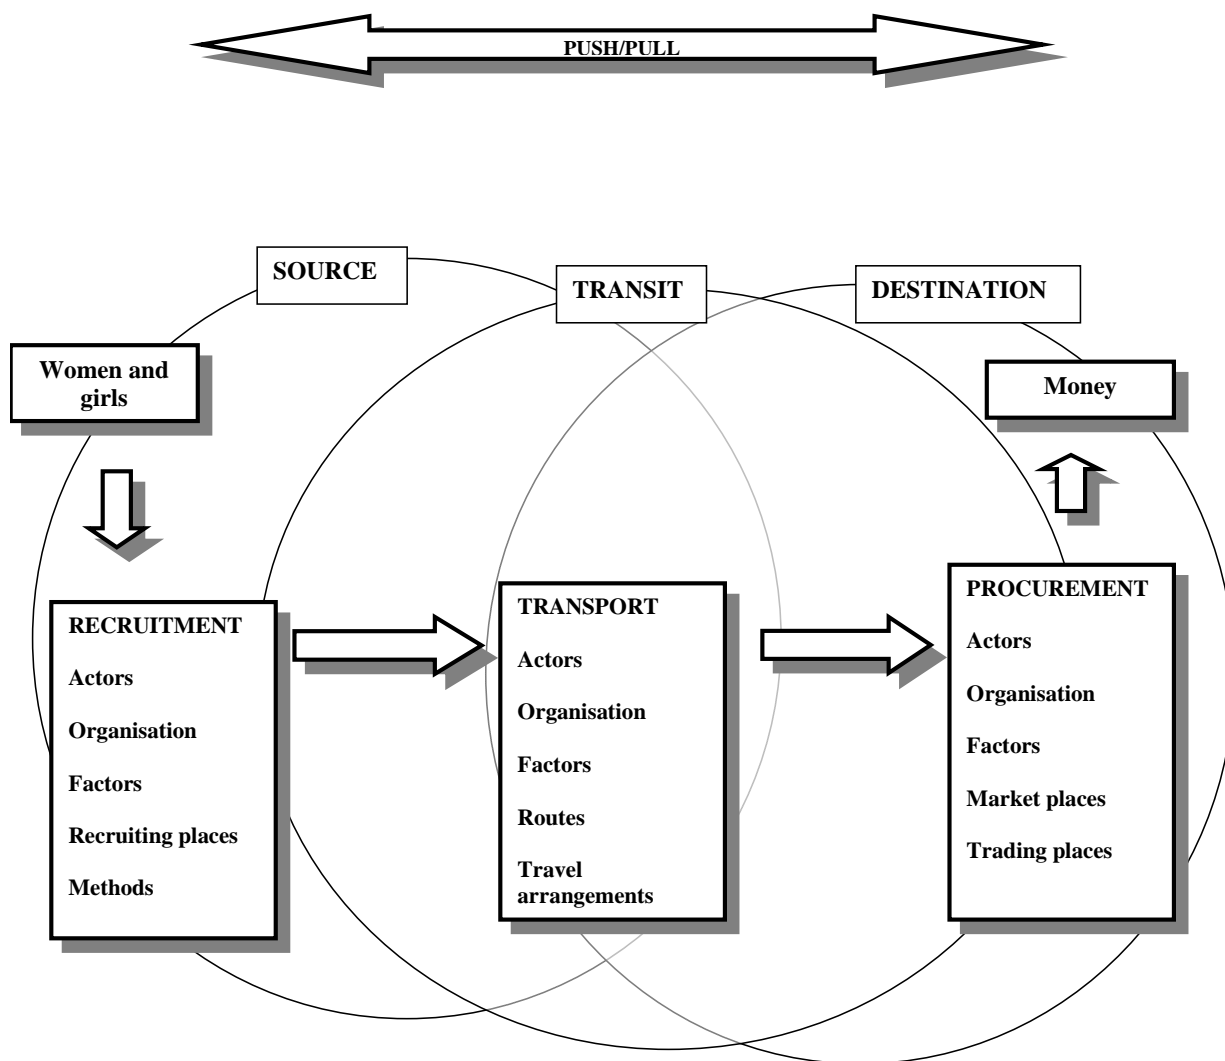 PUSH/PULL
SOURCE
TRANSIT
DESTINATION
Women and
girls
Money
RECRUITMENT
Actors
Organisation
Factors
Recruiting places
Methods
TRANSPORT
Actors
Organisation
Factors
Routes
Travel
arrangements
PROCUREMENT
Actors
Organisation
Factors
Market places
Trading places